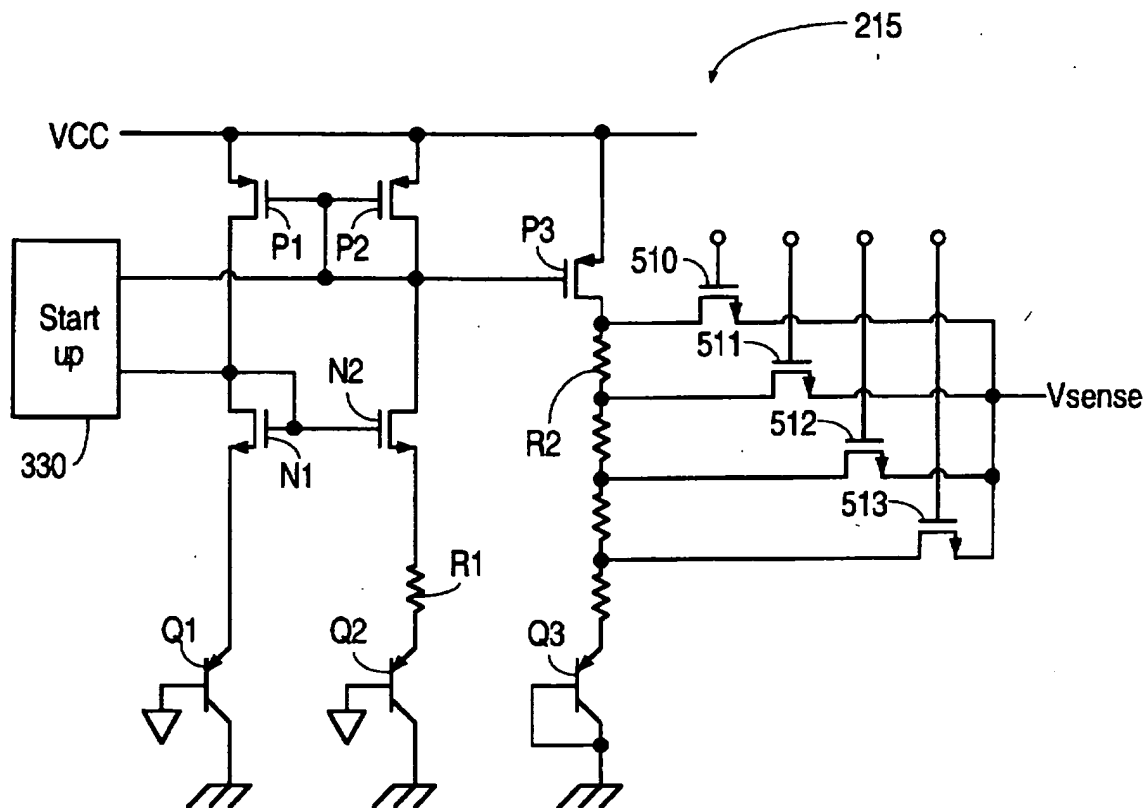 215
VCC
P1
P2
P3
510
Start
up
511
N2
R2
Vsense
512
330
N1
513
R1
Q1
Q2
Q3